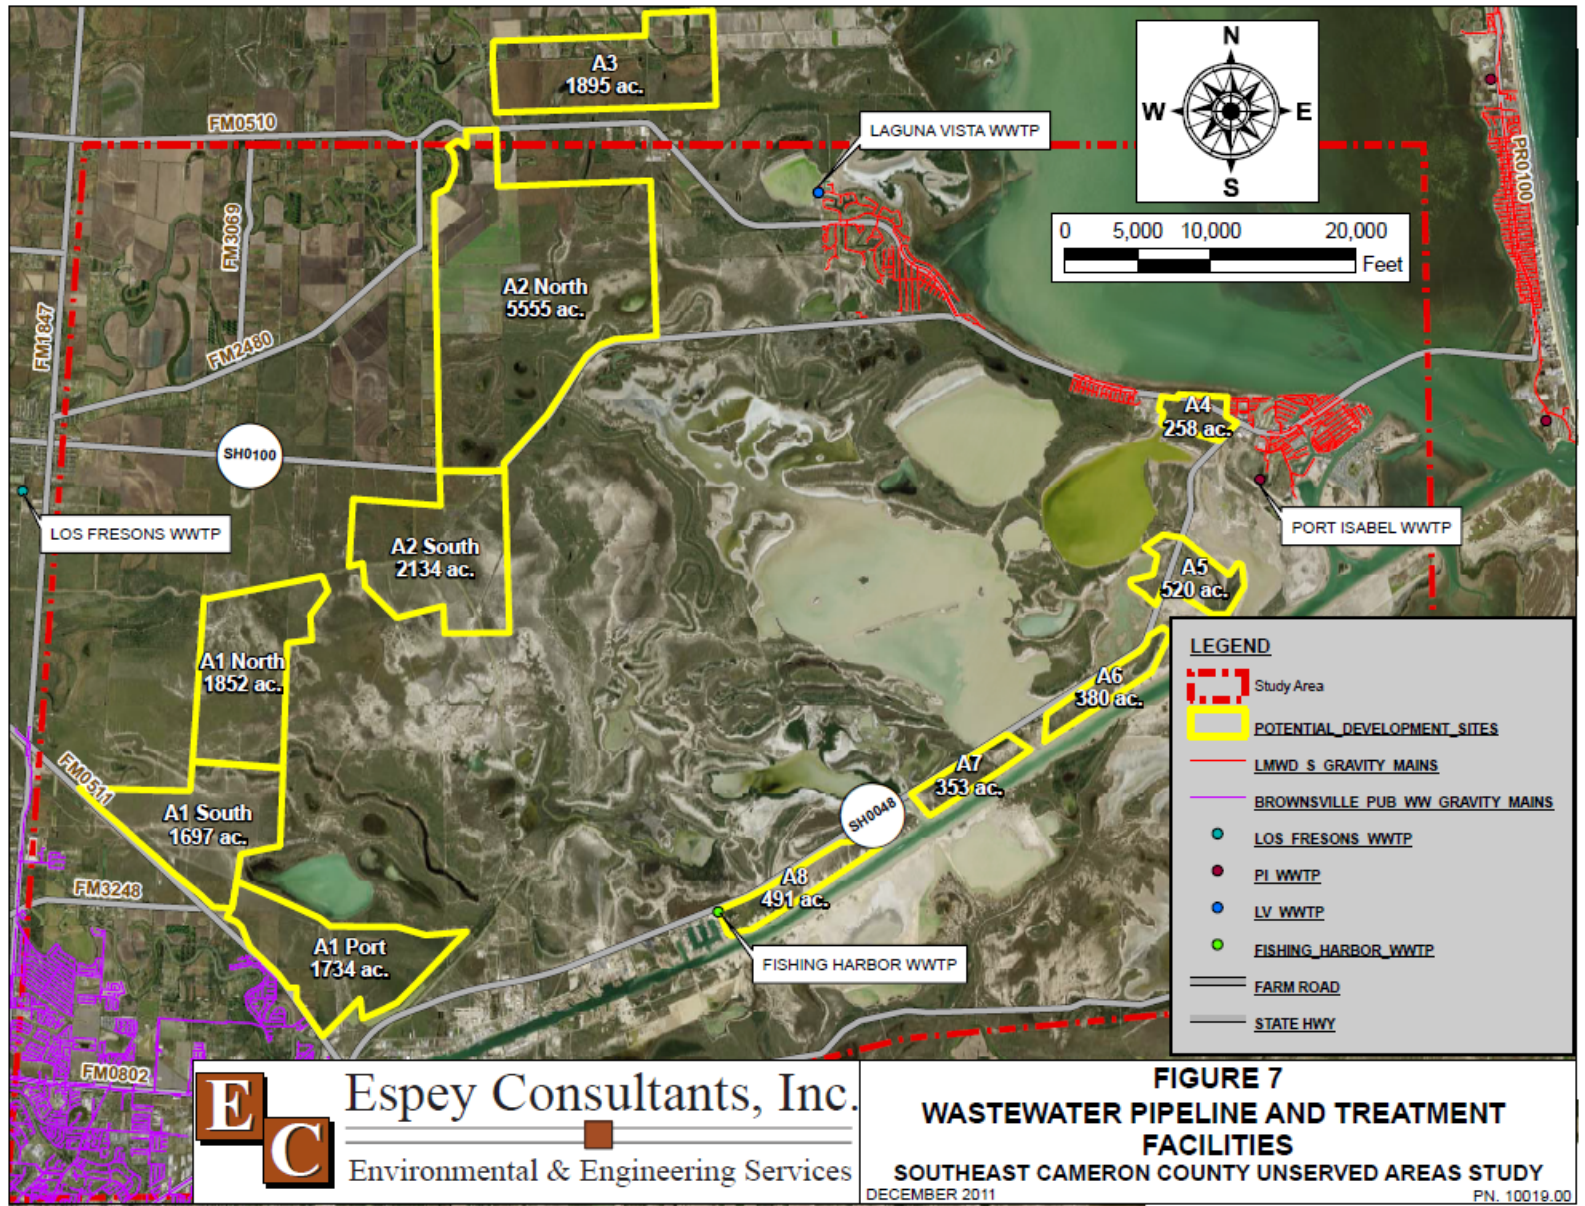 A3
1895 ac.
FM0510
LAGUNA VISTA WWTP
N
W
E
S
PR0100
0
5,000
10,000
20,000
Feet
FM3069
A2 North
5555 ac.
FM1847
FM2480
A4
258 ac.
SH0100
LOS FRESONS WWTP
PORT ISABEL WWTP
A2 South
2134 ac.
A5
520 ac.
A1 North
1852 ac.
A6
380 ac.
FM0511
A7
353 ac.
A1 South
1697 ac.
SH0048
FM3248
A8
491 ac.
A1 Port
1734 ac.
FISHING HARBOR WWTP
FM0802
LEGEND
Study Area
POTENTIAL_DEVELOPMENT_SITES
LMWD_S_GRAVITY_MAINS
BROWNSVILLE_PUB_WW_GRAVITY_MAINS
LOS_FRESONS_WWTP
PI_WWTP
LV_WWTP
FISHING_HARBOR_WWTP
FARM ROAD
STATE HWY
E
C
Espey Consultants, Inc.
Environmental & Engineering Services
FIGURE 7
WASTEWATER PIPELINE AND TREATMENT
FACILITIES
SOUTHEAST CAMERON COUNTY UNSERVED AREAS STUDY
DECEMBER 2011
PN. 10019.00